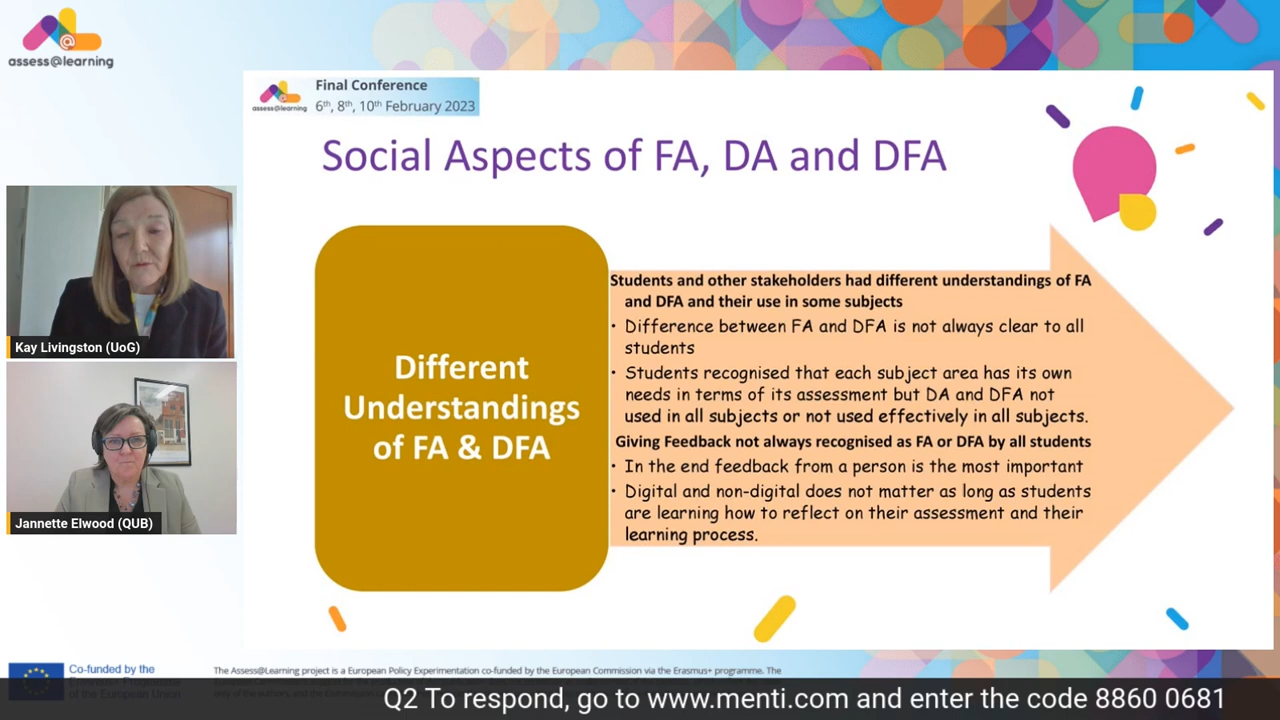 assess@learning
assess@learning
Final Conference
6th, 8th, 10th February 2023
Social Aspects of FA, DA and DFA
Different
Understandings
of FA & DFA
Students and other stakeholders had different understandings of FA
and DFA and their use in some subjects
• Difference between FA and DFA is not always clear to all
students
• Students recognised that each subject area has its own
needs in terms of its assessment but DA and DFA not
used in all subjects or not used effectively in all subjects.
Giving Feedback not always recognised as FA or DFA by all students
• In the end feedback from a person is the most important
• Digital and non-digital does not matter as long as students
are learning how to reflect on their assessment and their
learning process.
Kay Livingston (UoG)
Jannette Elwood (QUB)
Co-funded by the
Erasmus+ Programme
of the European Union
The Assess@Learning project is a European Policy Experimentation co-funded by the European Commission via the Erasmus+ programme. The
Q2 To respond, go to www.menti.com and enter the code 8860 0681